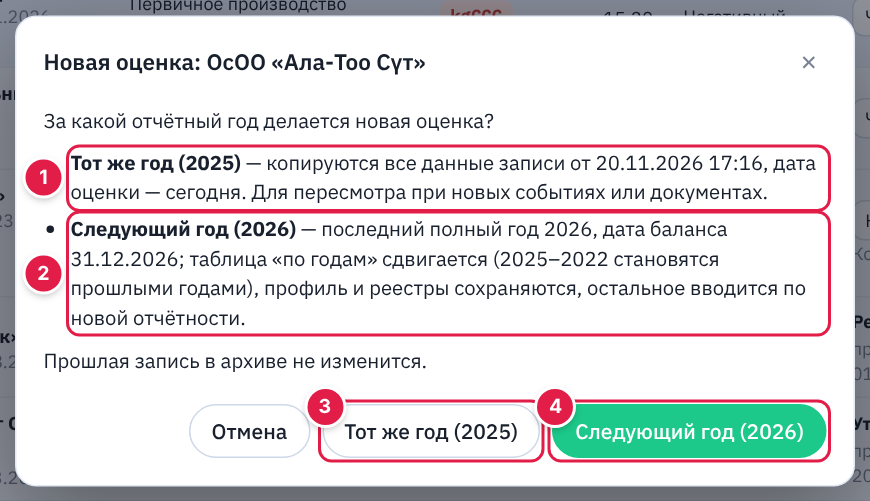 Первичное производство
Новая оценка: ОсОО «Ала-Тоо Сүт»
За какой отчётный год делается новая оценка?
1
Тот же год (2025) — копируются все данные записи от 20.11.2026 17:16, дата
оценки — сегодня. Для пересмотра при новых событиях или документах.
2
• Следующий год (2026) — последний полный год 2026, дата баланса
31.12.2026; таблица «по годам» сдвигается (2025–2022 становятся
прошлыми годами), профиль и реестры сохраняются, остальное вводится по
новой отчётности.
Прошлая запись в архиве не изменится.
3
4
Отмена
Тот же год (2025)
Следующий год (2026)